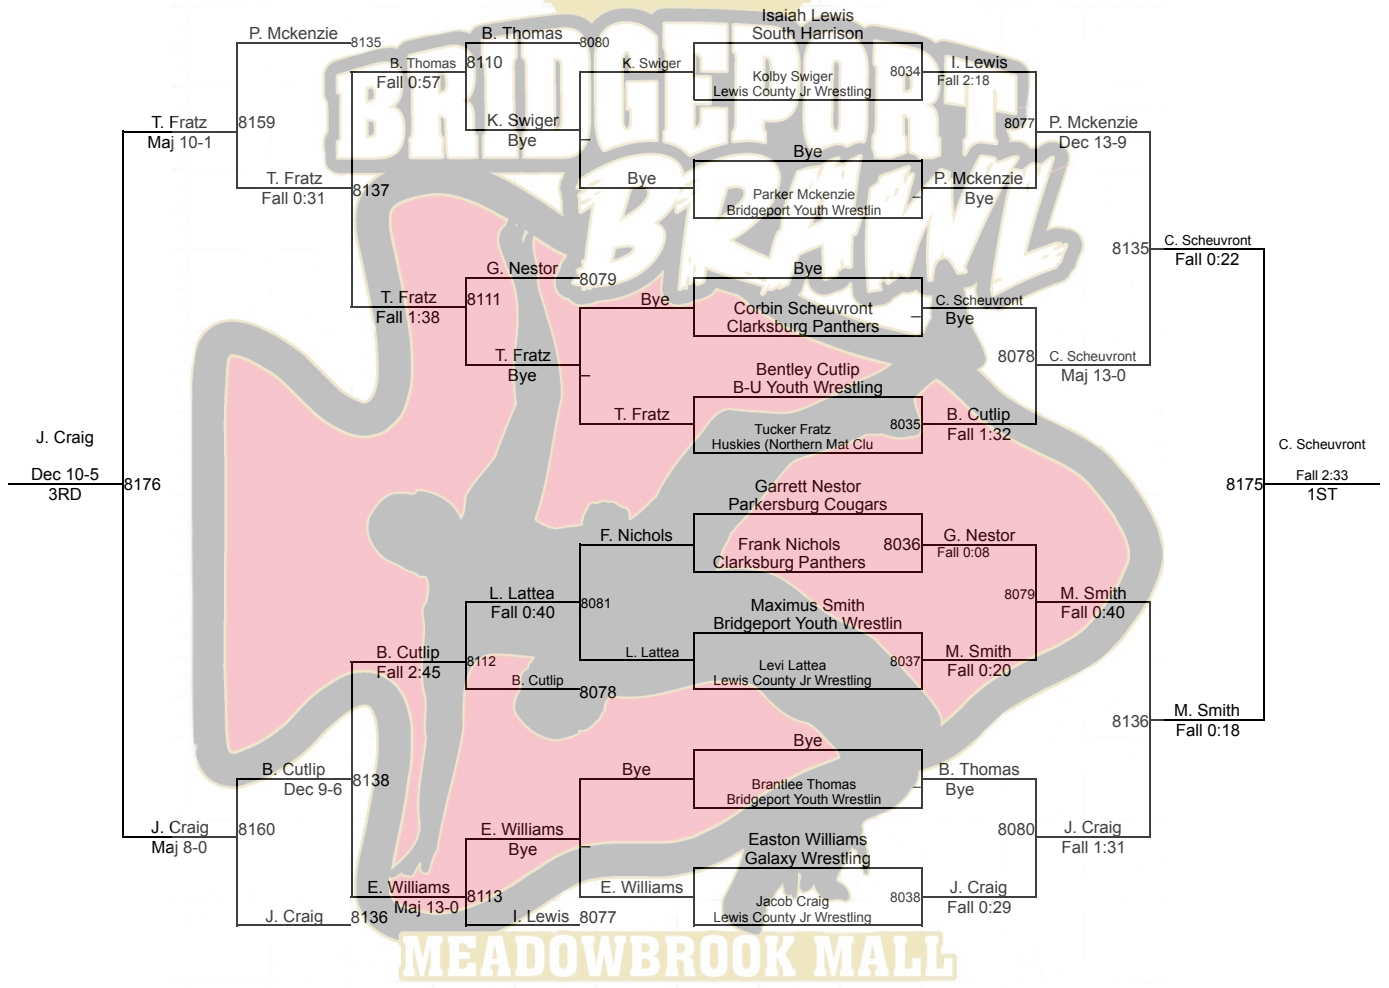 BRIDGEPORT
BRAWL
Isaiah Lewis
South Harrison
P. Mckenzie
8135
B. Thomas
8080
B. Thomas
8110
Fall 0:57
K. Swiger
Kolby Swiger
Lewis County Jr Wrestling
8034
I. Lewis
Fall 2:18
T. Fratz
Maj 10-1
8159
K. Swiger
Bye
8077
P. Mckenzie
Dec 13-9
Bye
T. Fratz
Fall 0:31
8137
Bye
Parker Mckenzie
Bridgeport Youth Wrestlin
P. Mckenzie
Bye
8135
C. Scheuvront
Fall 0:22
G. Nestor
8079
Bye
T. Fratz
Fall 1:38
8111
Bye
Corbin Scheuvront
Clarksburg Panthers
C. Scheuvront
Bye
T. Fratz
Bye
8078
C. Scheuvront
Maj 13-0
Bentley Cutlip
B-U Youth Wrestling
T. Fratz
Tucker Fratz
Huskies (Northern Mat Clu
8035
B. Cutlip
Fall 1:32
J. Craig
Dec 10-5
3RD
8176
C. Scheuvront
8175
Fall 2:33
1ST
Garrett Nestor
Parkersburg Cougars
F. Nichols
Frank Nichols
Clarksburg Panthers
8036
G. Nestor
Fall 0:08
L. Lattea
Fall 0:40
8081
Maximus Smith
Bridgeport Youth Wrestlin
8079
M. Smith
Fall 0:40
B. Cutlip
Fall 2:45
8112
L. Lattea
Levi Lattea
Lewis County Jr Wrestling
8037
M. Smith
Fall 0:20
B. Cutlip
8078
8136
M. Smith
Fall 0:18
Bye
B. Cutlip
Dec 9-6
8138
Bye
Brantlee Thomas
Bridgeport Youth Wrestlin
B. Thomas
Bye
J. Craig
Maj 8-0
8160
E. Williams
Bye
Easton Williams
Galaxy Wrestling
8080
J. Craig
Fall 1:31
E. Williams
Maj 13-0
8113
E. Williams
Jacob Craig
Lewis County Jr Wrestling
8038
J. Craig
Fall 0:29
J. Craig
8136
I. Lewis
8077
MEADOWBROOK MALL